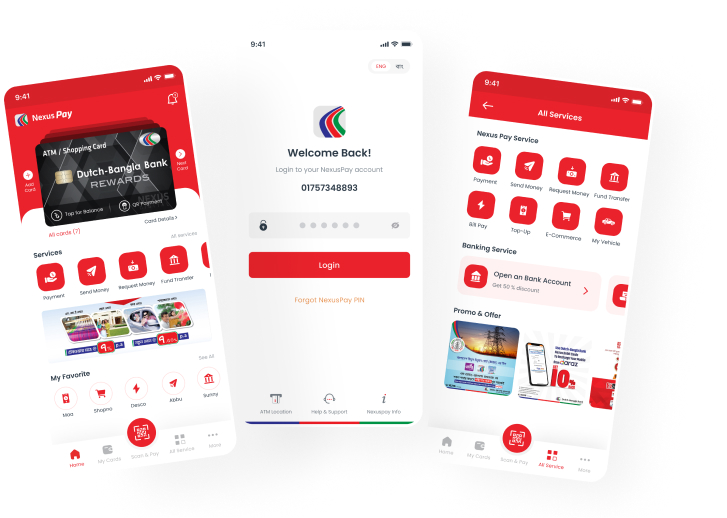 9:41
Nexus Pay
ATM / Shopping Card
Dutch-Bangla Bank
REWARDS
NEXUS
Tap for Balance
QR Payment
Add Card
Next Card
All cards (7)
Card Details >
Services
All services
Payment
Send Money
Request Money
Fund Transfer
See All
My Favorite
Maa
Shopno
Desco
Abhu
Sunny
Home
My Cards
Scan & Pay
All Service
More
9:41
ENG
বাং
Welcome Back!
Login to your NexusPay account
01757348893
Login
Forgot NexusPay PIN
ATM Location
Help & Support
Nexuspay Info
9:41
All Services
Nexus Pay Service
Payment
Send Money
Request Money
Fund Transfer
Bill Pay
Top-Up
E-Commerce
My Vehicle
Banking Service
Open an Bank Account
Get 50 % discount
Promo & Offer
daraz
10%
Home
My Cards
Scan & Pay
All Service
More